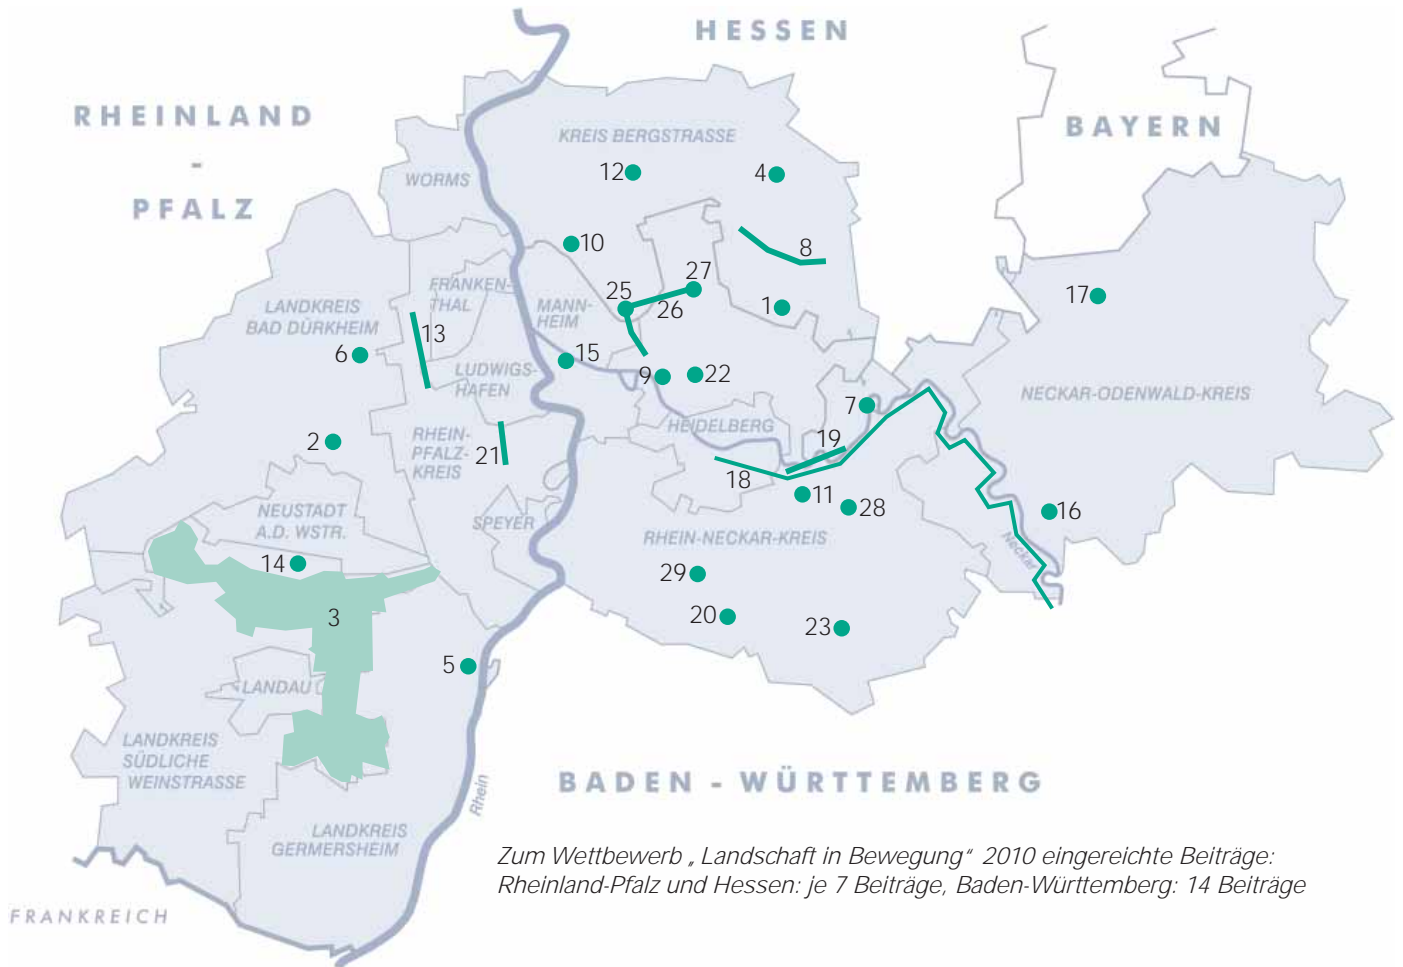 HESSEN
RHEINLAND
-
PFALZ
BAYERN
KREIS BERGSTRASSE
WORMS
12
4
10
8
27
25
26
1
17
FRANKEN-
THAL
MANN-
HEIM
LANDKREIS
BAD DÜRKHEIM
13
6
15
9
22
LUDWIGS-
HAFEN
NECKAR-ODENWALD-KREIS
7
HEIDELBERG
19
2
RHEIN-
PFALZ-
KREIS
21
18
11
28
16
NEUSTADT
A.D. WSTR.
SPEYER
RHEIN-NECKAR-KREIS
Neckar
14
29
3
20
23
5
LANDAU
LANDKREIS
SÜDLICHE
WEINSTRASSE
Rhein
BADEN - WÜRTTEMBERG
LANDKREIS
GERMERSHEIM
Zum Wettbewerb „Landschaft in Bewegung“ 2010 eingereichte Beiträge:
Rheinland-Pfalz und Hessen: je 7 Beiträge, Baden-Württemberg: 14 Beiträge
FRANKREICH